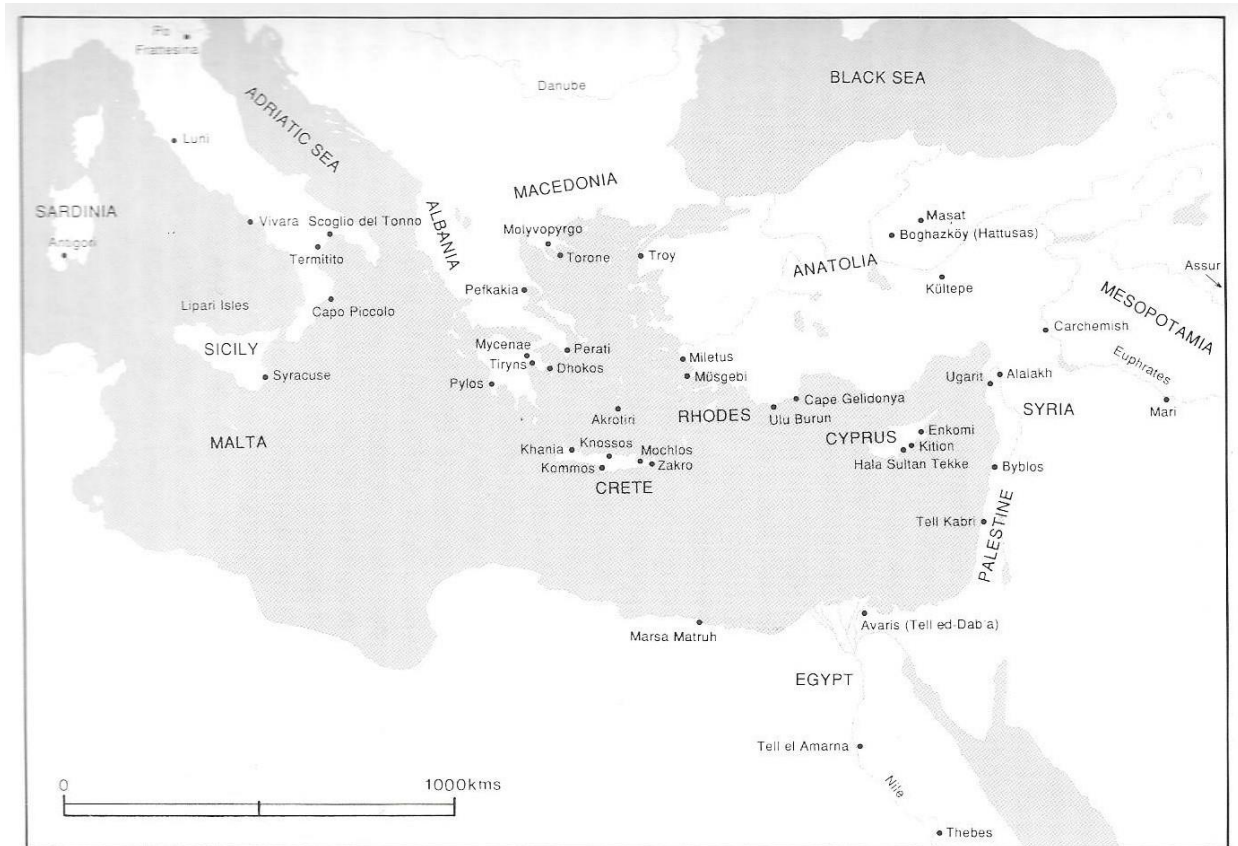 Po
Frattesina
Danube
BLACK SEA
ADRIATIC SEA
Luni
MACEDONIA
SARDINIA
ALBANIA
Vivara Scoglio del Tonno
Maşat
Molyvopyrgo
Boghazköy (Hattusas)
Antigori
Termitito
Torone
Troy
ANATOLIA
Assur
Kültepe
Pefkakia
MESOPOTAMIA
Lipari Isles
Capo Piccolo
Carchemish
SICILY
Mycenae
Perati
Euphrates
Tiryns
Dhokos
Miletus
Syracuse
Pylos
Müsgebi
Ugarit
Alalakh
Cape Gelidonya
Mari
Akrotiri
RHODES
Ulu Burun
SYRIA
MALTA
Enkomi
Khania
Knossos
Mochlos
CYPRUS
Kition
Kommos
Zakro
Hala Sultan Tekke
Byblos
CRETE
Tell Kabri
PALESTINE
Marsa Matruh
Avaris (Tell ed-Dab'a)
EGYPT
Tell el Amarna
Nile
0
1000kms
Thebes